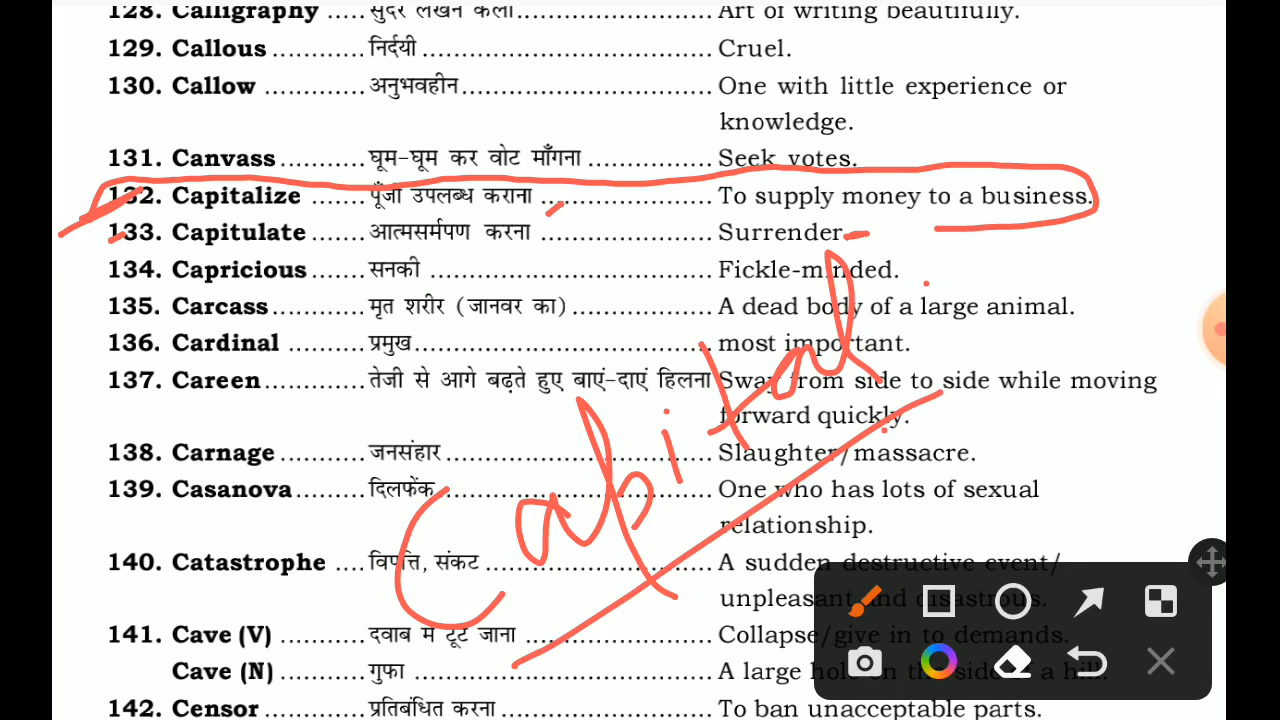 128. Calligraphy ..... सुंदर लेखन कला........................... Art of writing beautifully.
129. Callous ............ निर्दयी..................................... Cruel.
130. Callow ............. अनुभवहीन................................ One with little experience or
knowledge.
131. Canvass ........... घूम-घूम कर वोट माँगना ................ Seek votes.
132. Capitalize ....... पूँजी उपलब्ध कराना ...................... To supply money to a business.
133. Capitulate ....... आत्मसर्मपण करना ...................... Surrender.
134. Capricious ....... सनकी .................................... Fickle-minded.
135. Carcass ............ मृत शरीर (जानवर का) .................. A dead body of a large animal.
136. Cardinal .......... प्रमुख...................................... most important.
137. Careen ............. तेजी से आगे बढ़ते हुए बाएं-दाएं हिलना Sway from side to side while moving
forward quickly.
138. Carnage ........... जनसंहार................................... Slaughter/massacre.
139. Casanova ......... दिलफेंक................................... One who has lots of sexual
relationship.
140. Catastrophe .... विपत्ति, संकट ............................. A sudden destructive event/
unpleasant and disastrous.
141. Cave (V) ........... दवाब में टूट जाना ........................ Collapse/give in to demands.
Cave (N) ........... गुफा ...................................... A large hole on the side of a hill.
142. Censor ............. प्रतिबंधित करना ........................... To ban unacceptable parts.
Capital